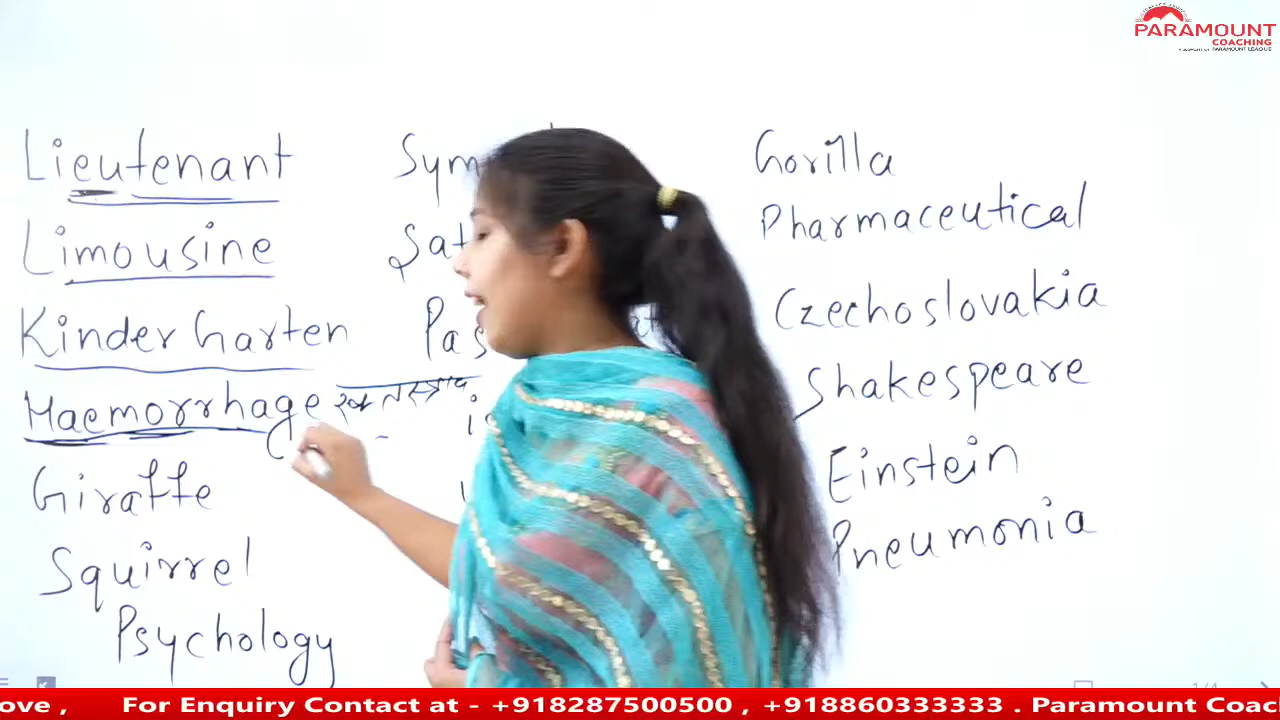 PARAMOUNT
COACHING
Lieutenant
Limousine
KinderGarten
Haemorrhage
Giraffe
Squirrel
Psychology
Sym
Sat
Pas
Gorilla
Pharmaceutical
Czechoslovakia
Shakespeare
Einstein
Pneumonia
ove , For Enquiry Contact at - +918287500500 , +918860333333 . Paramount Coac